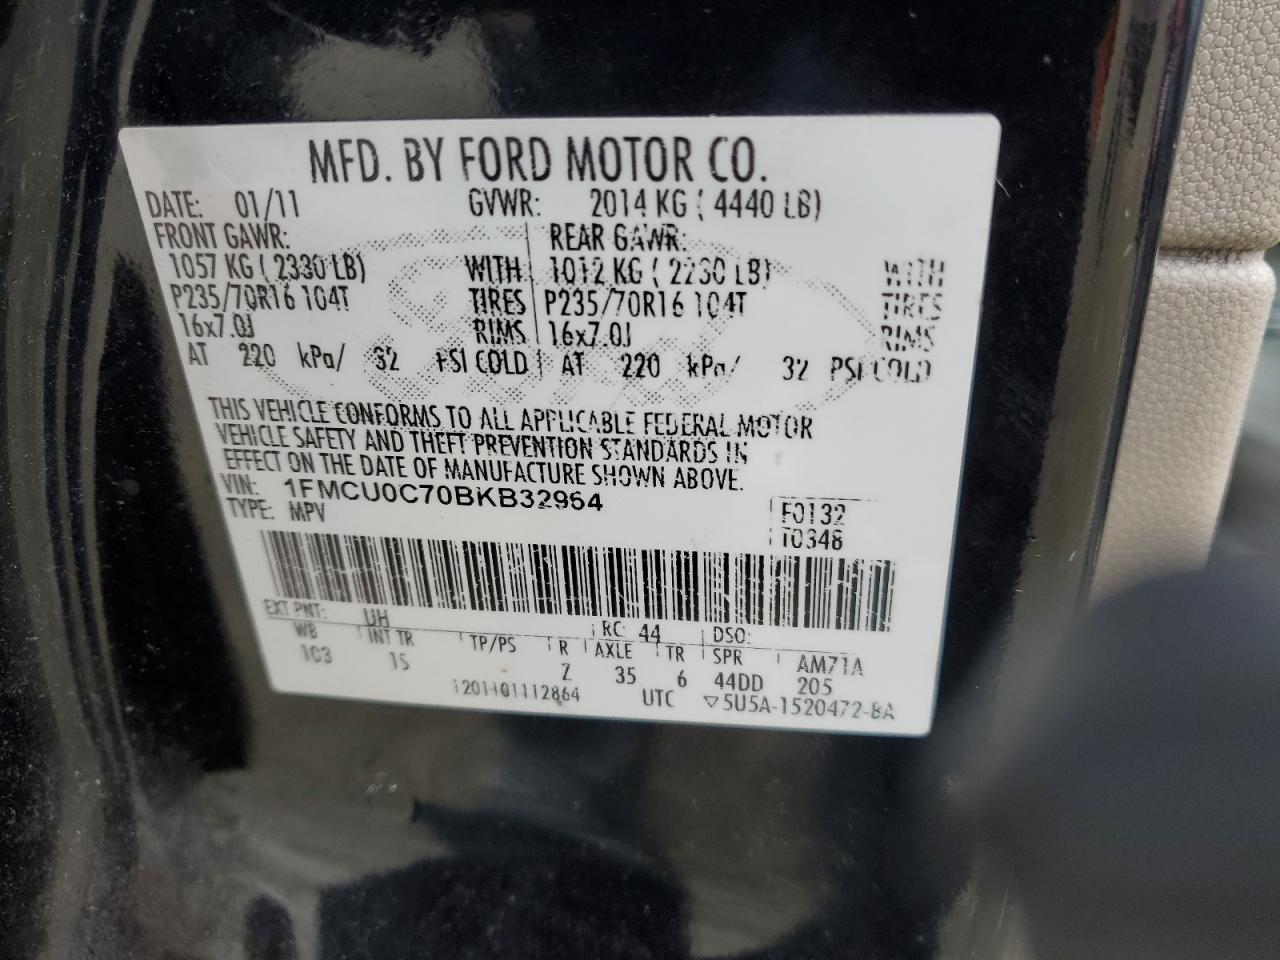 MFD. BY FORD MOTOR CO.
DATE: 01/11 GVWR: 2014 KG ( 4440 LB)
FRONT GAWR: REAR GAWR:
1057 KG ( 2330 LB) WITH 1012 KG ( 2230 LB) WITH
P235/70R16 104T TIRES P235/70R16 104T TIRES
16x7.0J RIMS 16x7.0J RIMS
AT 220 kPa/ 32 PSI COLD AT 220 kPa/ 32 PSI COLD
THIS VEHICLE CONFORMS TO ALL APPLICABLE FEDERAL MOTOR
VEHICLE SAFETY AND THEFT PREVENTION STANDARDS IN
EFFECT ON THE DATE OF MANUFACTURE SHOWN ABOVE.
VIN: 1FMCU0C70BKB32964
TYPE: MPV
F0132
T0346
EXT PNT: UH RC: 44 DSO:
WB INT TR TP/PS R AXLE TR SPR AM71A
103 1S Z 35 6 44DD 205
UTC ▽5U5A-1520472-BA